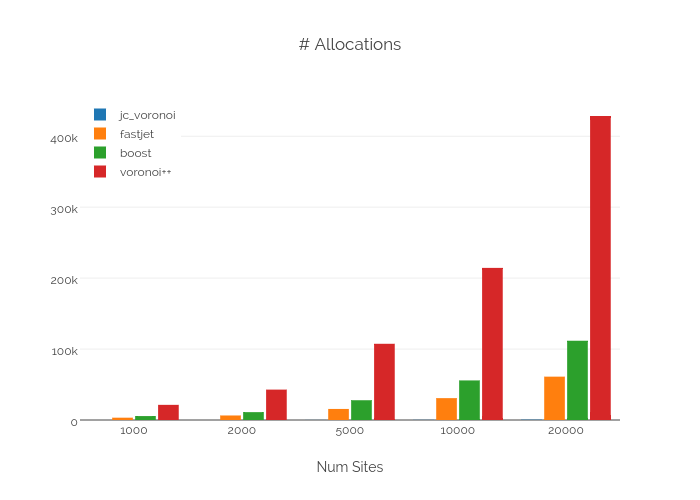 # Allocations
jc_voronoi
fastjet
boost
voronoi++
400k
300k
200k
100k
0
1000 2000 5000 10000 20000
Num Sites